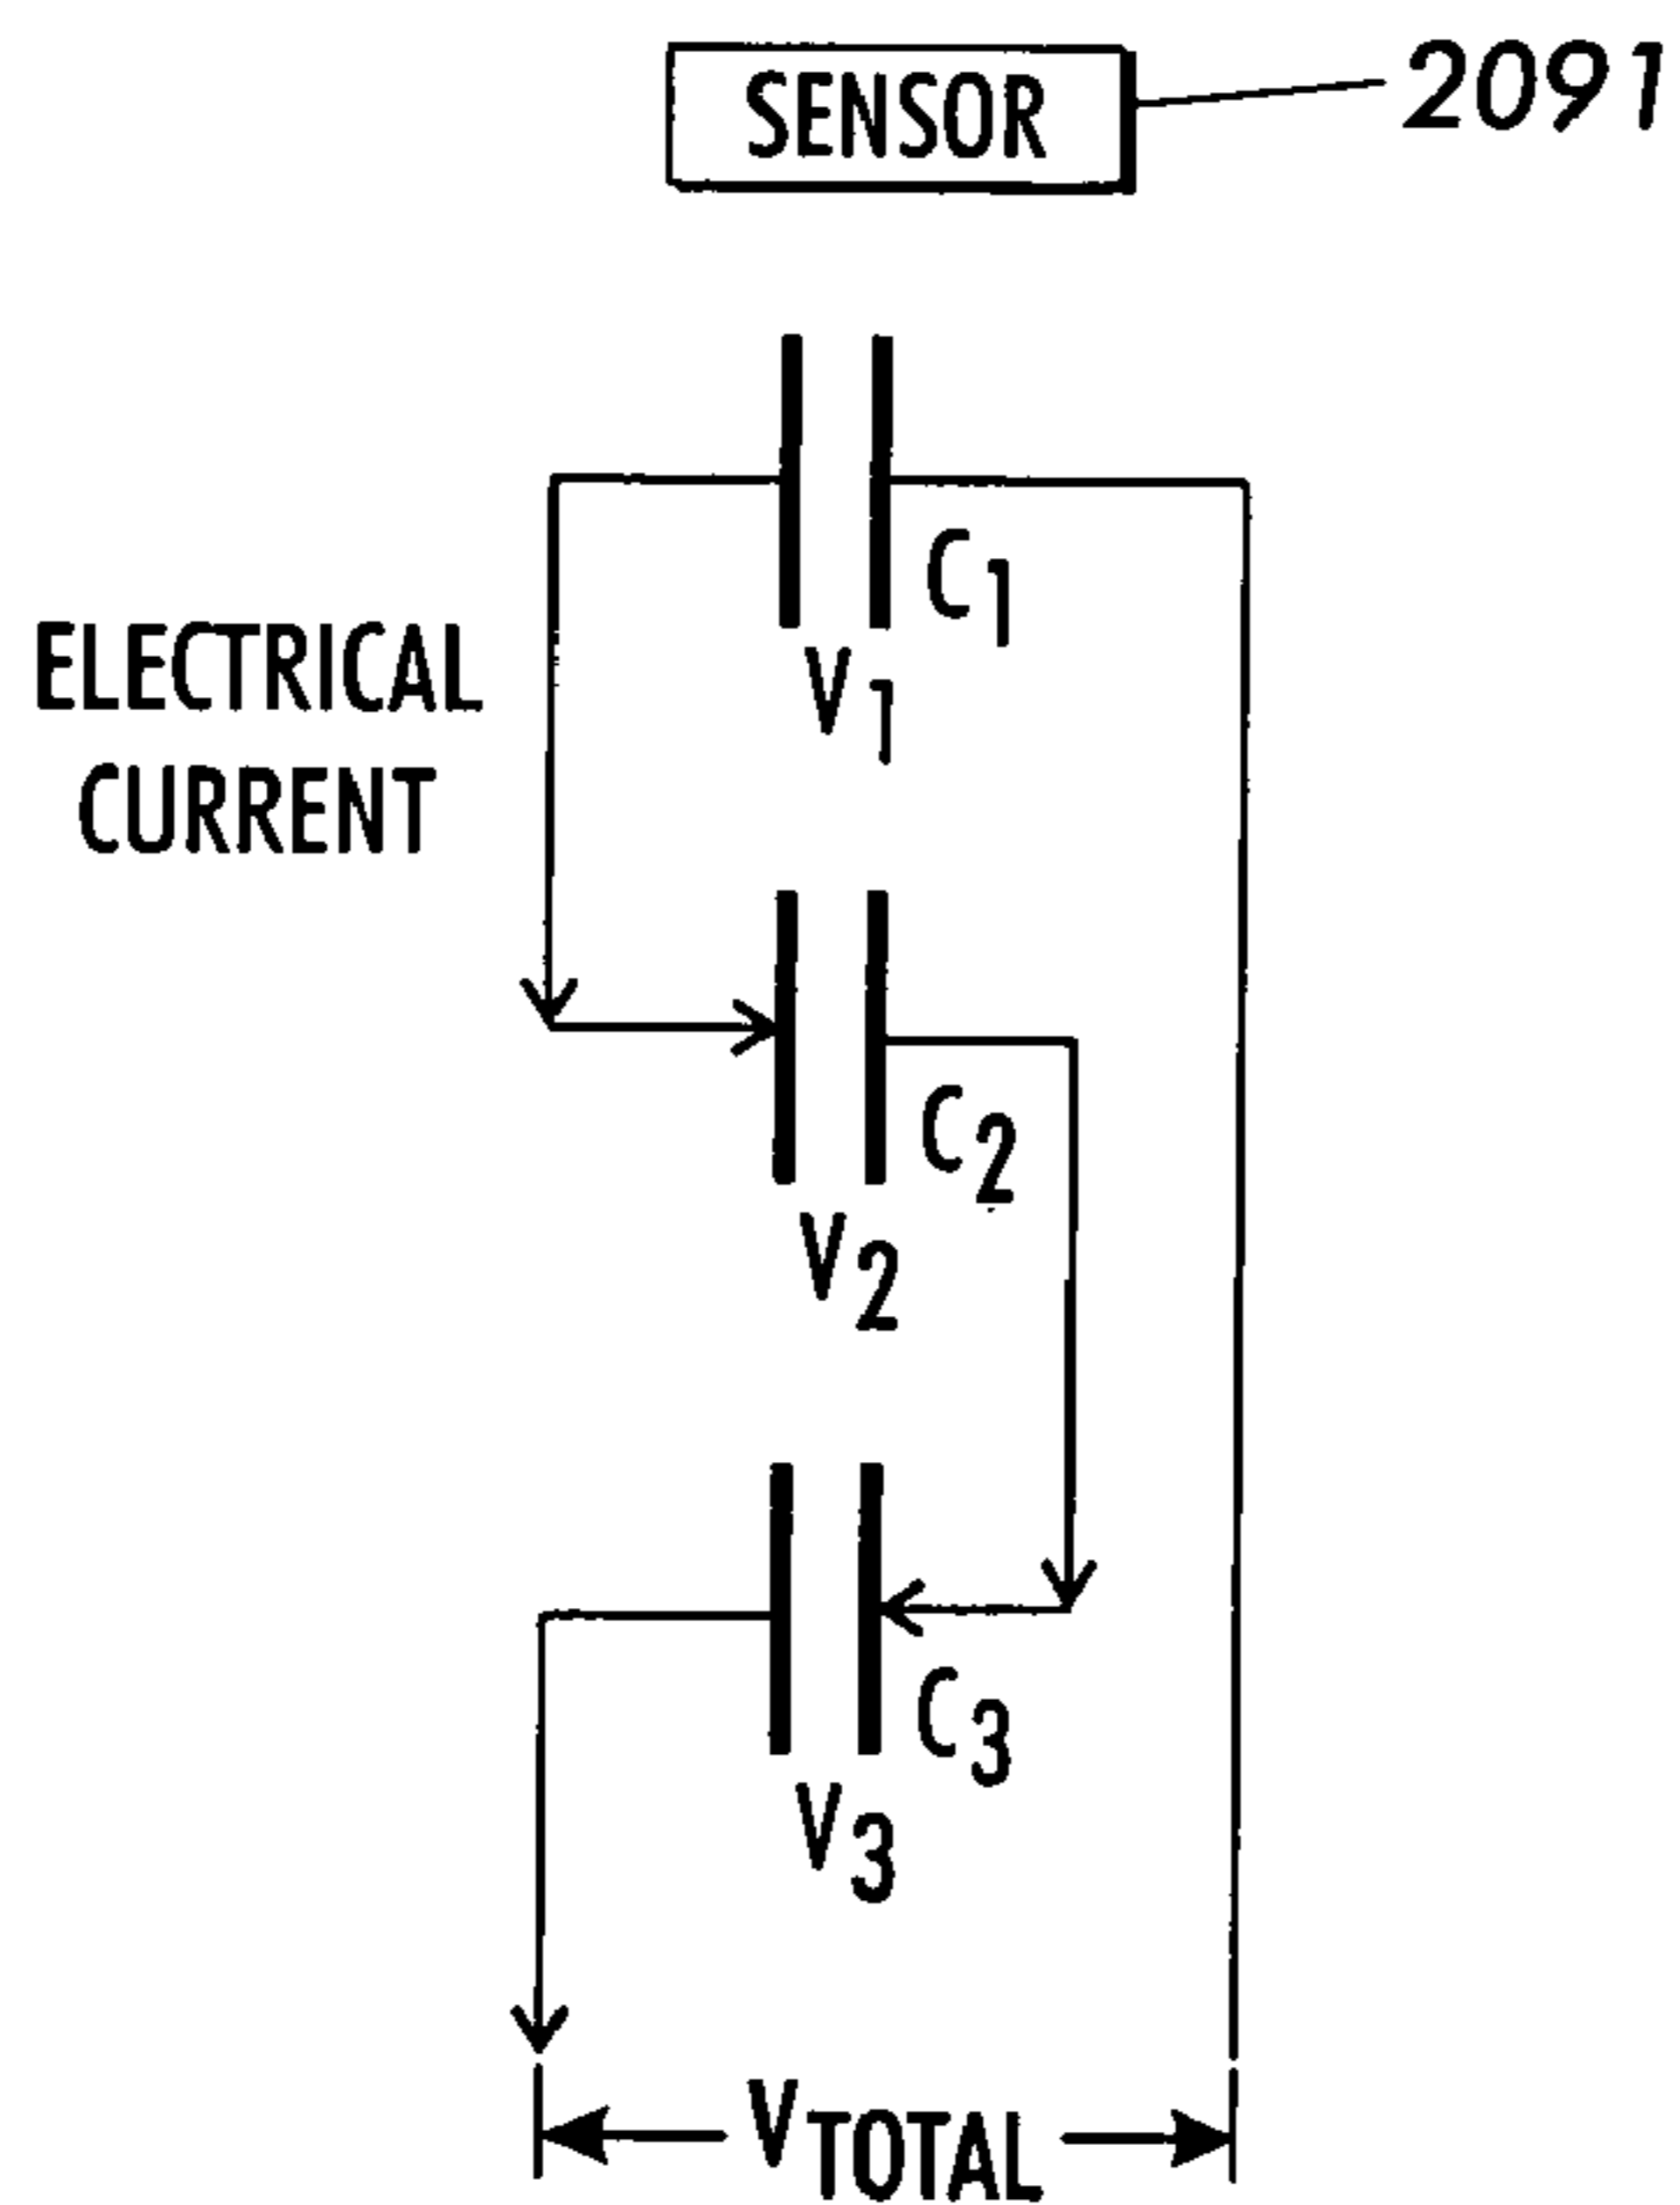 SENSOR 2091
C1
V1
ELECTRICAL
CURRENT
C2
V2
C3
V3
VTOTAL